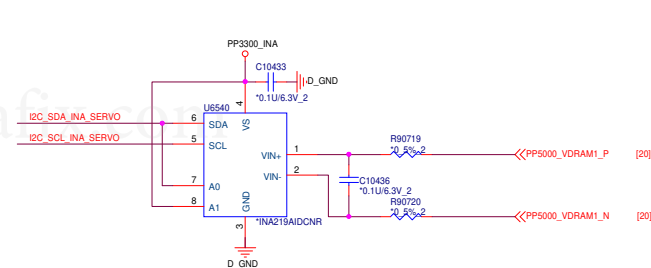 PP3300_INA
C10433
D_GND
*0.1U/6.3V_2
U6540
4
VS
I2C_SDA_INA_SERVO
6
SDA
I2C_SCL_INA_SERVO
5
SCL
VIN+
1
R90719
*0_5%_2
PP5000_VDRAM1_P
[20]
VIN-
2
C10436
*0.1U/6.3V_2
7
A0
8
A1
GND
3
*INA219AIDCNR
R90720
*0_5%_2
PP5000_VDRAM1_N
[20]
D_GND